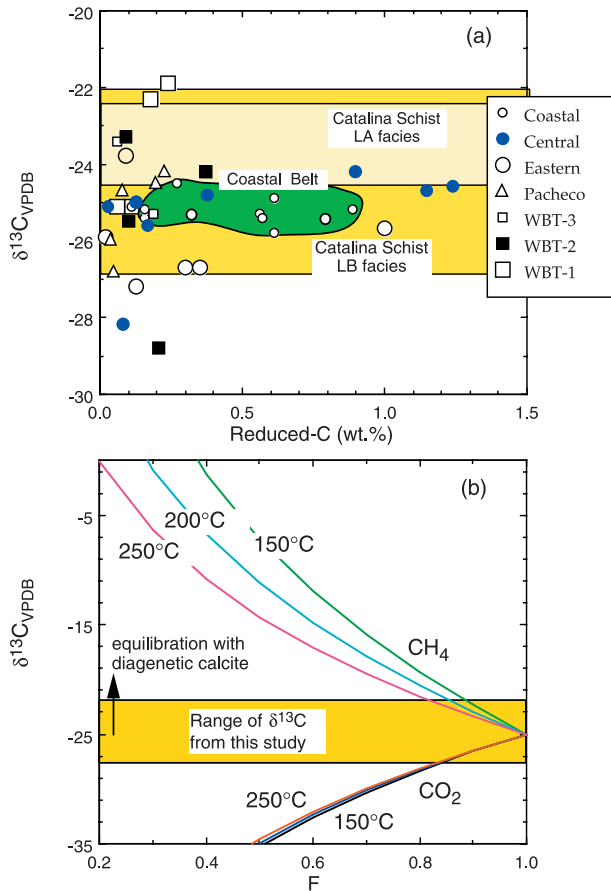 -20
(a)
-22
-24
-26
-28
-30
δ13CVPDB
Catalina Schist
LA facies
Coastal Belt
Catalina Schist
LB facies
Coastal
Central
Eastern
Pacheco
WBT-3
WBT-2
WBT-1
0.0
0.5
1.0
1.5
Reduced-C (wt.%)
(b)
-5
-15
-25
-35
δ13CVPDB
250°C
200°C
150°C
CH4
equilibration with
diagenetic calcite
Range of δ13C
from this study
250°C
150°C
CO2
0.2
0.4
0.6
0.8
1.0
F